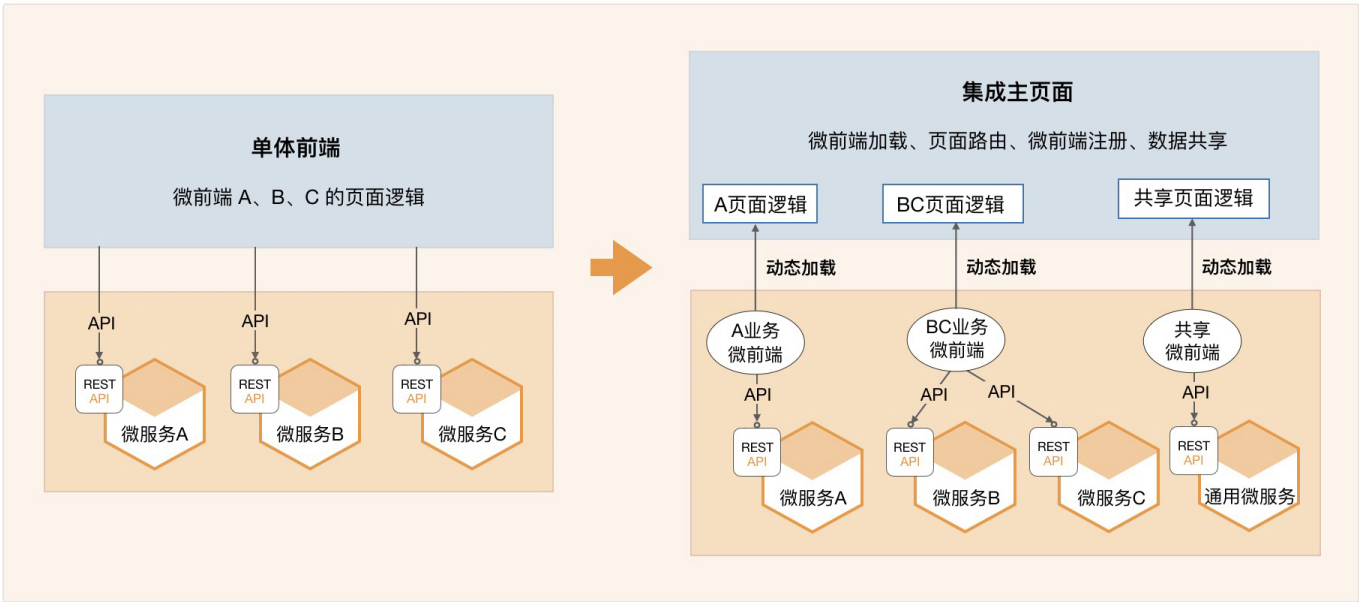 单体前端
微前端 A、B、C 的页面逻辑
API
API
API
REST
API
微服务A
REST
API
微服务B
REST
API
微服务C
集成主页面
微前端加载、页面路由、微前端注册、数据共享
A页面逻辑
BC页面逻辑
共享页面逻辑
动态加载
动态加载
动态加载
A业务
微前端
BC业务
微前端
共享
微前端
API
API
API
API
REST
API
微服务A
REST
API
微服务B
REST
API
微服务C
REST
API
通用微服务